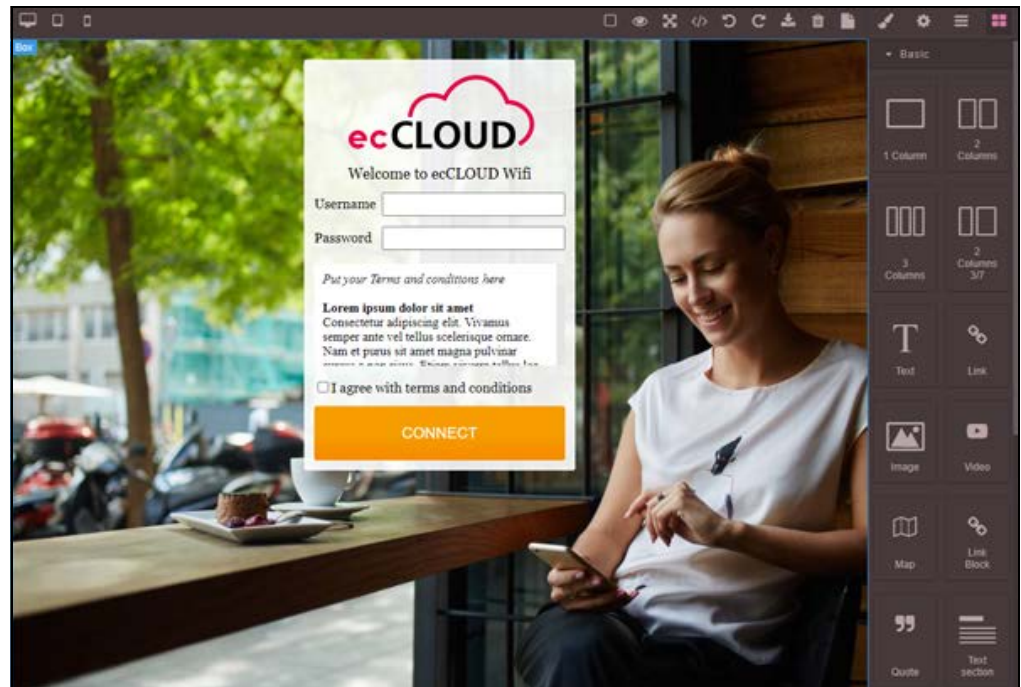 Box
Basic
ecCLOUD
Welcome to ecCLOUD Wifi
Username
Password
Put your Terms and conditions here
Lorem ipsum dolor sit amet
Consectetur adipiscing elit. Vivamus
semper ante vel tellus scelerisque ornare.
Nam et purus sit amet magna pulvinar
I agree with terms and conditions
CONNECT
1 Column
2
Columns
3
Columns
2
Columns
3/7
Text
Link
Image
Video
Map
Link
Block
Quote
Text
section